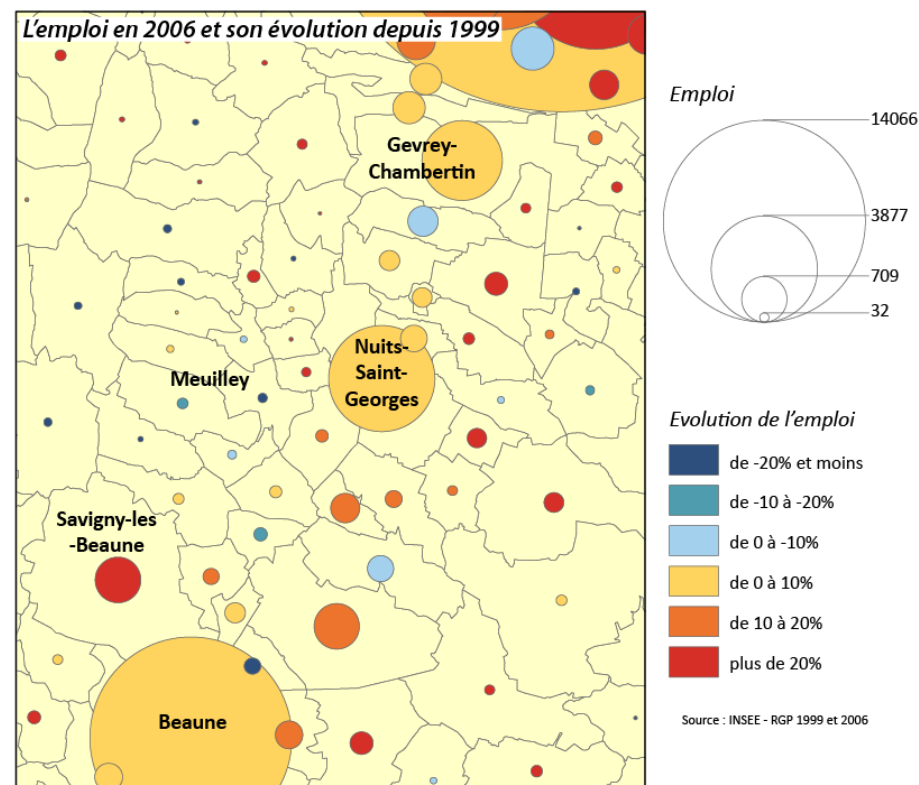 L'emploi en 2006 et son évolution depuis 1999
Gevrey-
Chambertin
Nuits-
Saint-
Georges
Meuilley
Savigny-les
-Beaune
Beaune
Emploi
14066
3877
709
32
Evolution de l'emploi
de -20% et moins
de -10 à -20%
de 0 à -10%
de 0 à 10%
de 10 à 20%
plus de 20%
Source : INSEE - RGP 1999 et 2006